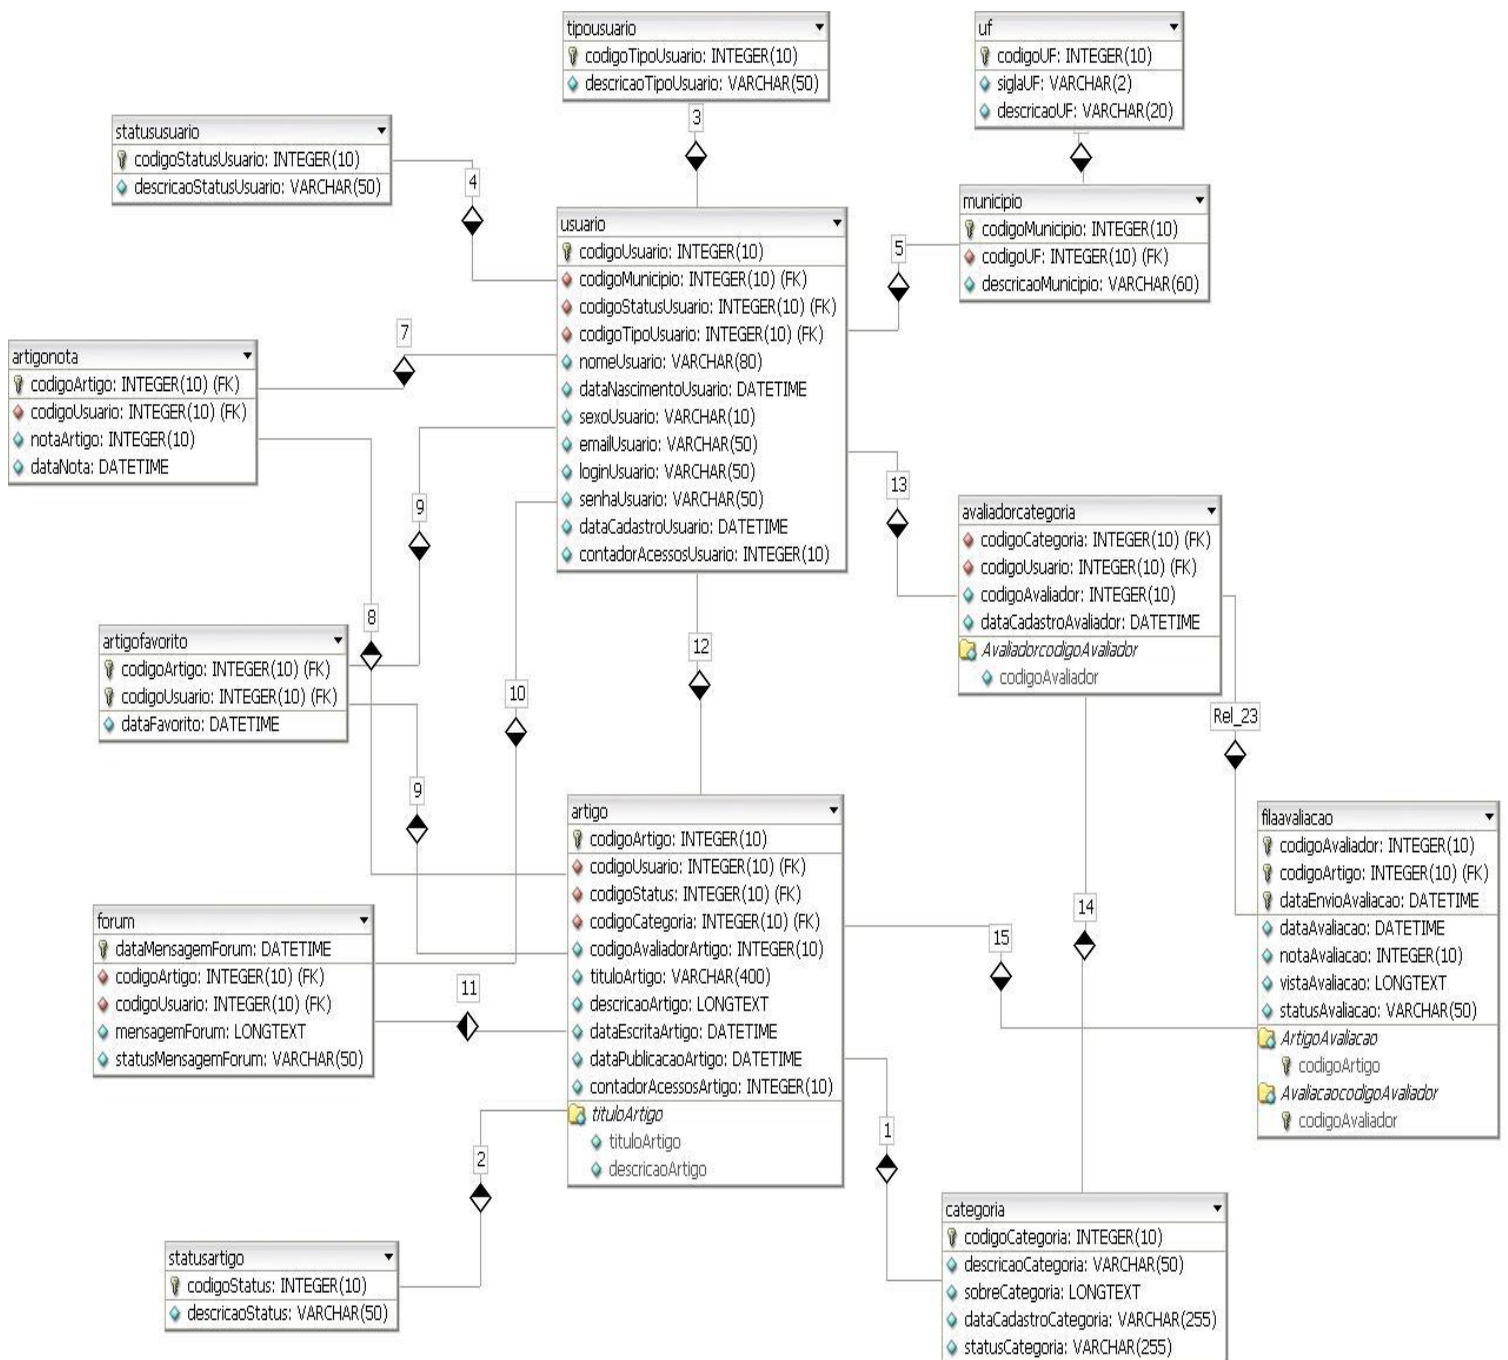 tipousuario
codigoTipoUsuario: INTEGER(10)
descricaoTipoUsuario: VARCHAR(50)
3
uf
codigoUF: INTEGER(10)
siglaUF: VARCHAR(2)
descricaoUF: VARCHAR(20)
statususuario
codigoStatusUsuario: INTEGER(10)
descricaoStatusUsuario: VARCHAR(50)
4
municipio
codigoMunicipio: INTEGER(10)
codigoUF: INTEGER(10) (FK)
descricaoMunicipio: VARCHAR(60)
5
usuario
codigoUsuario: INTEGER(10)
codigoMunicipio: INTEGER(10) (FK)
codigoStatusUsuario: INTEGER(10) (FK)
codigoTipoUsuario: INTEGER(10) (FK)
nomeUsuario: VARCHAR(80)
dataNascimentoUsuario: DATETIME
sexoUsuario: VARCHAR(10)
emailUsuario: VARCHAR(50)
loginUsuario: VARCHAR(50)
senhaUsuario: VARCHAR(50)
dataCadastroUsuario: DATETIME
contadorAcessosUsuario: INTEGER(10)
7
artigonota
codigoArtigo: INTEGER(10) (FK)
codigoUsuario: INTEGER(10) (FK)
notaArtigo: INTEGER(10)
dataNota: DATETIME
9
13
avaliadorcategoria
codigoCategoria: INTEGER(10) (FK)
codigoUsuario: INTEGER(10) (FK)
codigoAvaliador: INTEGER(10)
dataCadastroAvaliador: DATETIME
AvaliadorcodigoAvaliador
codigoAvaliador
8
artigofavorito
codigoArtigo: INTEGER(10) (FK)
codigoUsuario: INTEGER(10) (FK)
dataFavorito: DATETIME
12
10
Rel_23
9
artigo
codigoArtigo: INTEGER(10)
codigoUsuario: INTEGER(10) (FK)
codigoStatus: INTEGER(10) (FK)
codigoCategoria: INTEGER(10) (FK)
codigoAvaliadorArtigo: INTEGER(10)
tituloArtigo: VARCHAR(400)
descricaoArtigo: LONGTEXT
dataEscritaArtigo: DATETIME
dataPublicacaoArtigo: DATETIME
contadorAcessosArtigo: INTEGER(10)
tituloArtigo
tituloArtigo
descricaoArtigo
filaavaliacao
codigoAvaliador: INTEGER(10)
codigoArtigo: INTEGER(10) (FK)
dataEnvioAvaliacao: DATETIME
dataAvaliacao: DATETIME
notaAvaliacao: INTEGER(10)
vistaAvaliacao: LONGTEXT
statusAvaliacao: VARCHAR(50)
ArtigoAvaliacao
codigoArtigo
AvaliacaocodigoAvaliador
codigoAvaliador
14
15
forum
dataMensagemForum: DATETIME
codigoArtigo: INTEGER(10) (FK)
codigoUsuario: INTEGER(10) (FK)
mensagemForum: LONGTEXT
statusMensagemForum: VARCHAR(50)
11
1
2
statusartigo
codigoStatus: INTEGER(10)
descricaoStatus: VARCHAR(50)
categoria
codigoCategoria: INTEGER(10)
descricaoCategoria: VARCHAR(50)
sobreCategoria: LONGTEXT
dataCadastroCategoria: VARCHAR(255)
statusCategoria: VARCHAR(255)